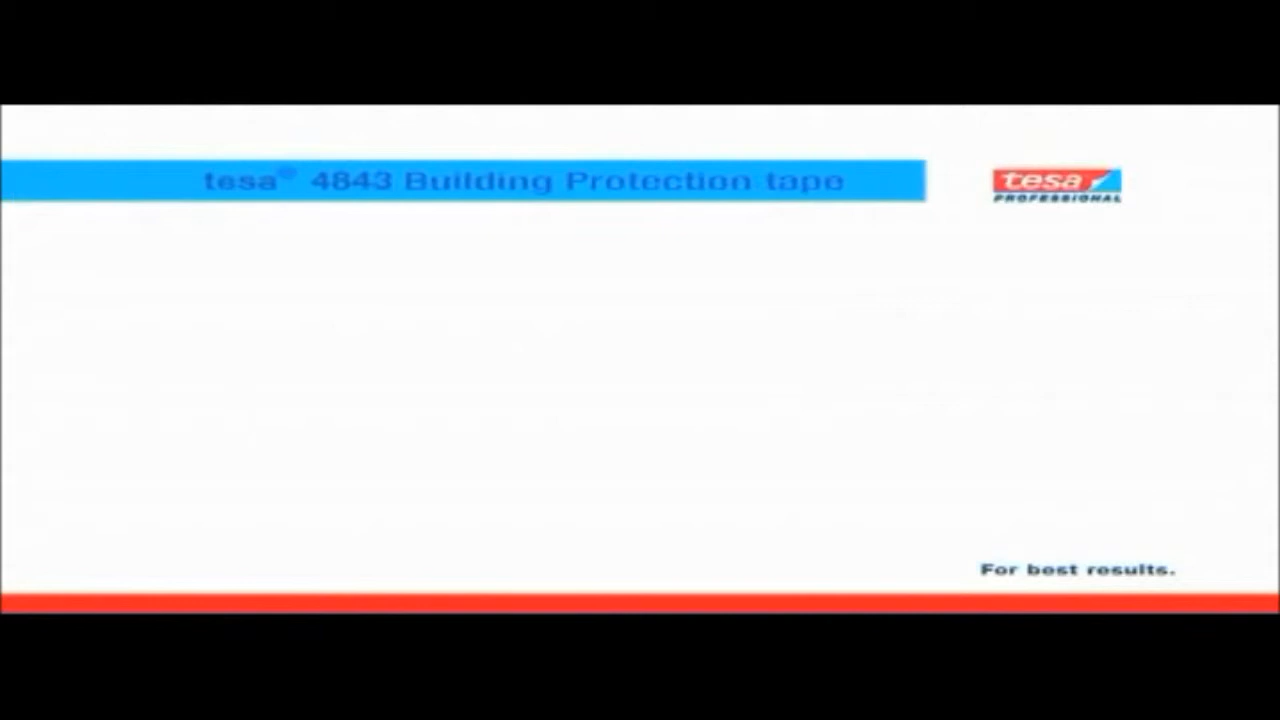 tesa® 4843 Building Protection tape
tesa
PROFESSIONAL
For best results.